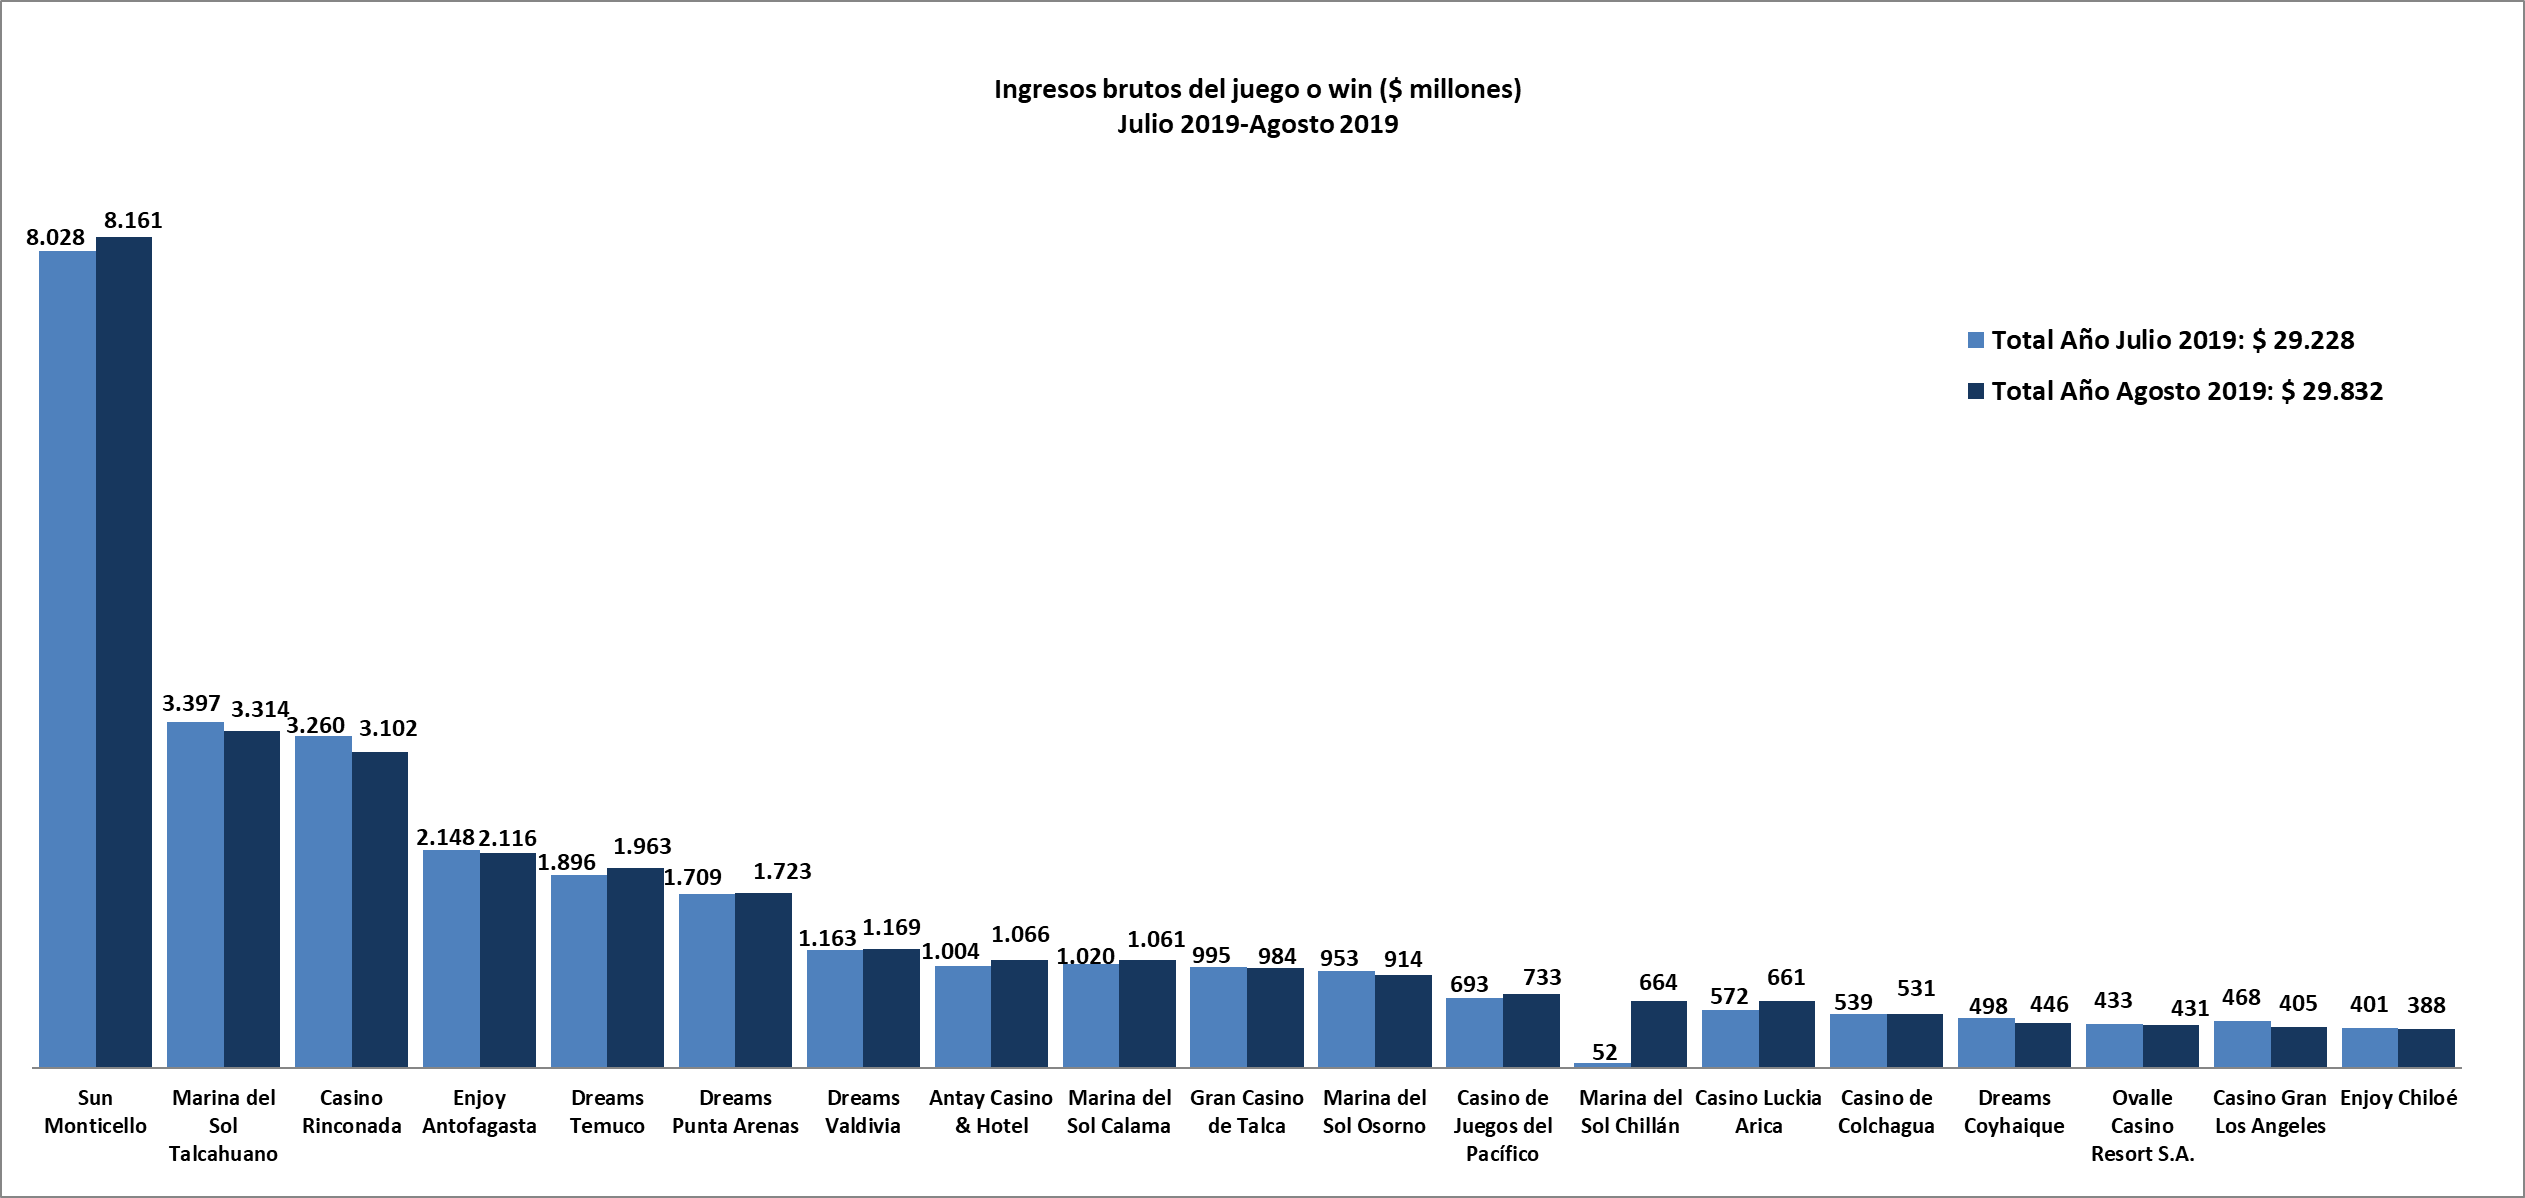 Ingresos brutos del juego o win ($ millones)
Julio 2019-Agosto 2019
Total Año Julio 2019: $ 29.228
Total Año Agosto 2019: $ 29.832
8.028
8.161
3.397
3.314
3.260
3.102
2.148
2.116
1.896
1.963
1.709
1.723
1.163
1.169
1.004
1.066
1.020
1.061
995
984
953
914
693
733
52
664
572
661
539
531
498
446
433
431
468
405
401
388
Sun
Monticello
Marina del
Sol
Talcahuano
Casino
Rinconada
Enjoy
Antofagasta
Dreams
Temuco
Dreams
Punta Arenas
Dreams
Valdivia
Antay Casino
& Hotel
Marina del
Sol Calama
Gran Casino
de Talca
Marina del
Sol Osorno
Casino de
Juegos del
Pacífico
Marina del
Sol Chillán
Casino Luckia
Arica
Casino de
Colchagua
Dreams
Coyhaique
Ovalle
Casino
Resort S.A.
Casino Gran
Los Angeles
Enjoy Chiloé